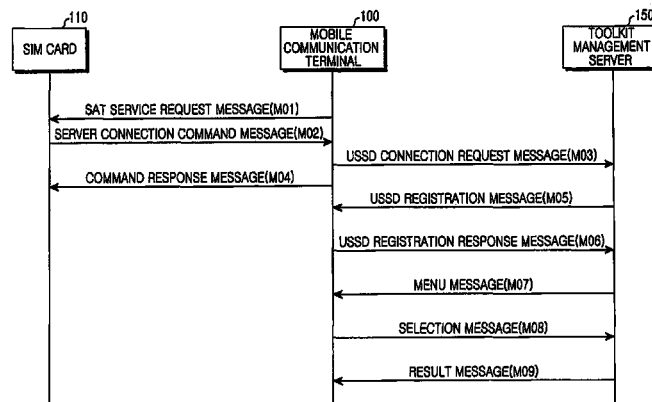 110
SIM CARD
100
MOBILE
COMMUNICATION
TERMINAL
150
TOOLKIT
MANAGEMENT
SERVER
SAT SERVICE REQUEST MESSAGE(M01)
SERVER CONNECTION COMMAND MESSAGE(M02)
USSD CONNECTION REQUEST MESSAGE(M03)
COMMAND RESPONSE MESSAGE(M04)
USSD REGISTRATION MESSAGE(M05)
USSD REGISTRATION RESPONSE MESSAGE(M06)
MENU MESSAGE(M07)
SELECTION MESSAGE(M08)
RESULT MESSAGE(M09)